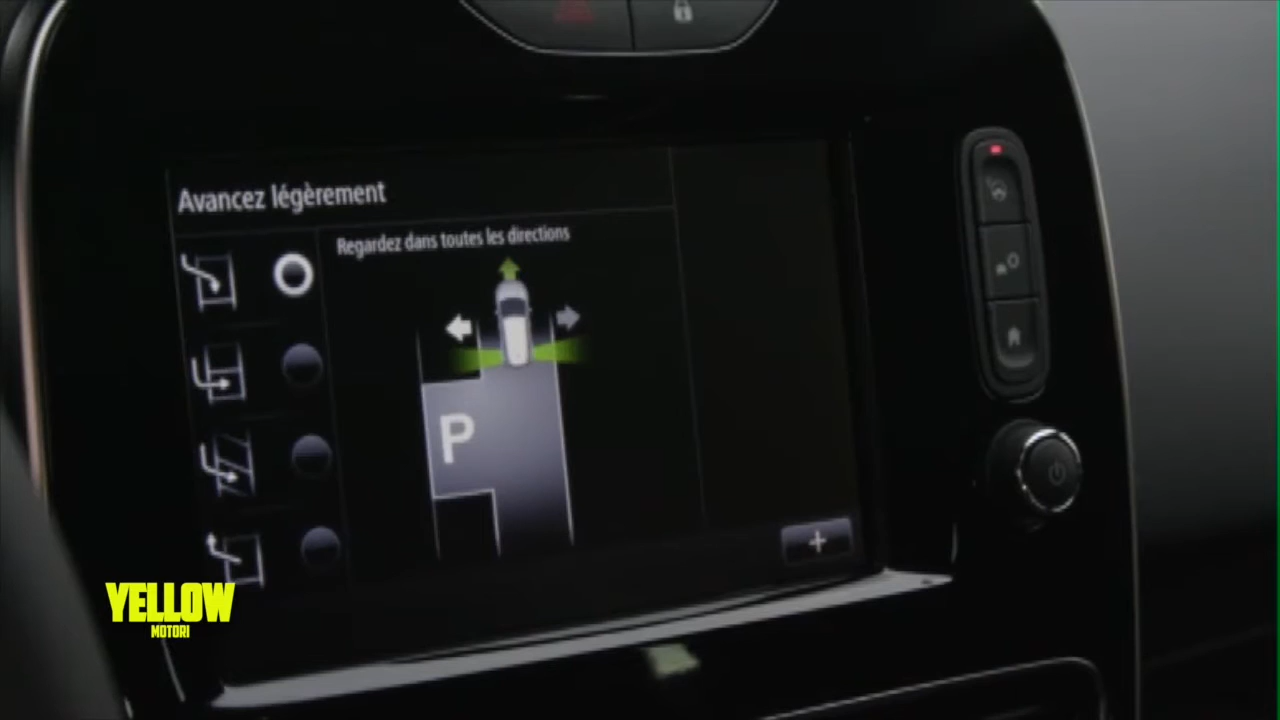 Avancez légèrement
Regardez dans toutes les directions
P
+
YELLOW
MOTORI